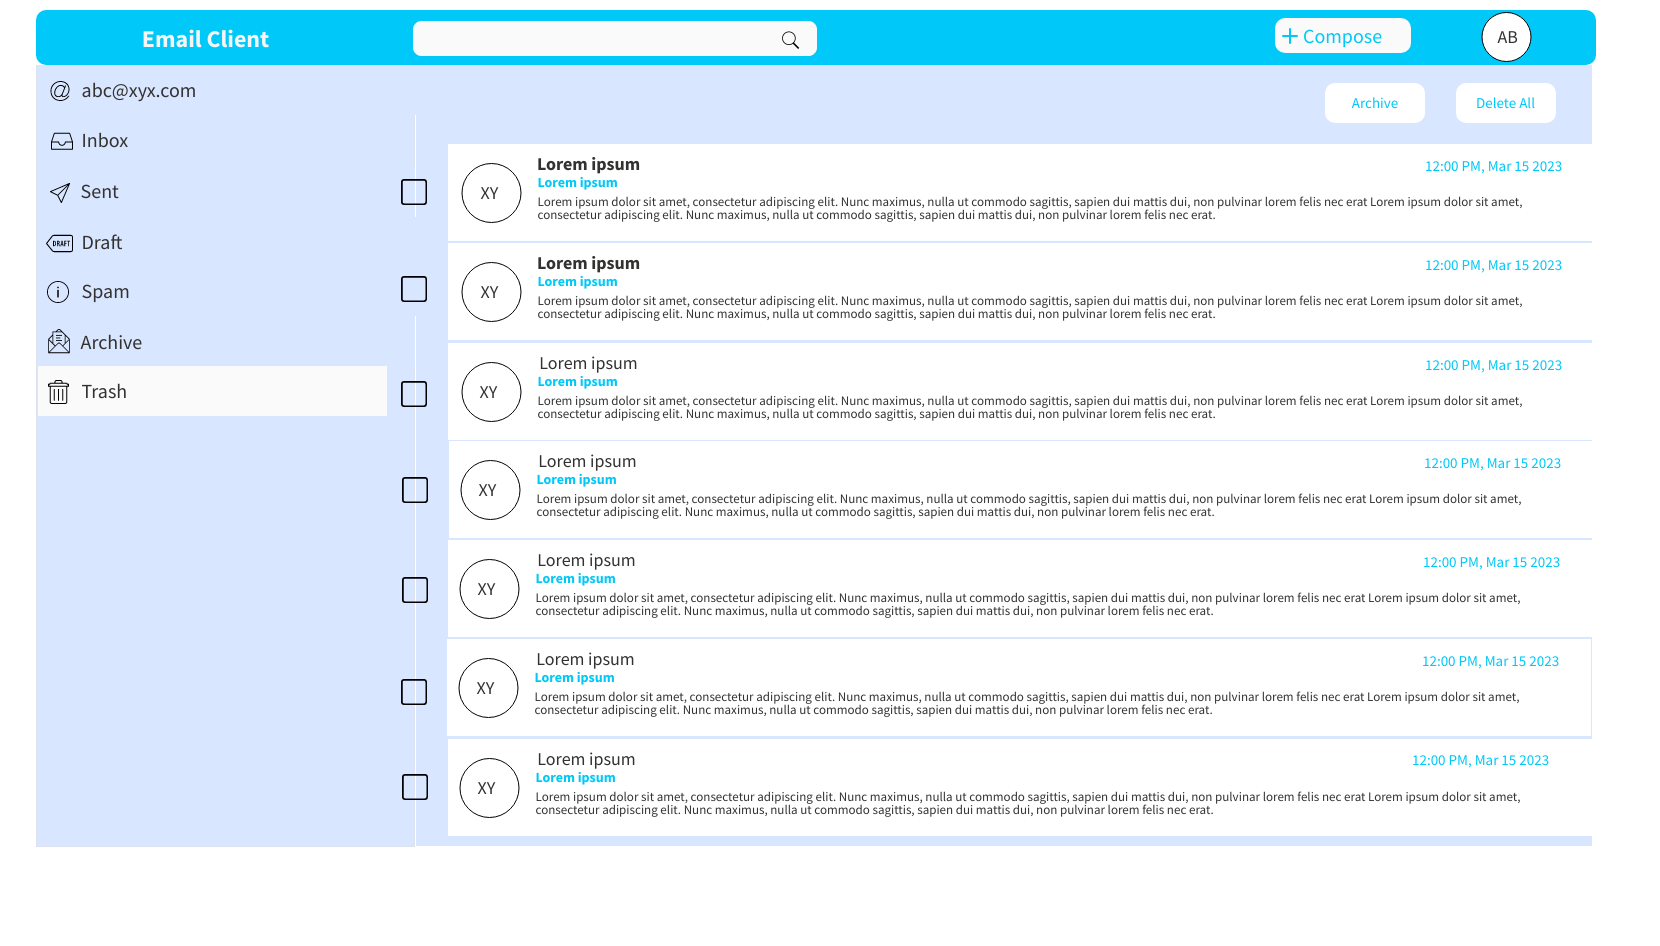 Email Client
Compose
AB
abc@xyx.com
Inbox
Sent
DRAFT
Draft
Spam
Archive
Trash
Archive
Delete All
XY
Lorem ipsum
12:00 PM, Mar 15 2023
Lorem ipsum
Lorem ipsum dolor sit amet, consectetur adipiscing elit. Nunc maximus, nulla ut commodo sagittis, sapien dui mattis dui, non pulvinar lorem felis nec erat Lorem ipsum dolor sit amet,
consectetur adipiscing elit. Nunc maximus, nulla ut commodo sagittis, sapien dui mattis dui, non pulvinar lorem felis nec erat.
XY
Lorem ipsum
12:00 PM, Mar 15 2023
Lorem ipsum
Lorem ipsum dolor sit amet, consectetur adipiscing elit. Nunc maximus, nulla ut commodo sagittis, sapien dui mattis dui, non pulvinar lorem felis nec erat Lorem ipsum dolor sit amet,
consectetur adipiscing elit. Nunc maximus, nulla ut commodo sagittis, sapien dui mattis dui, non pulvinar lorem felis nec erat.
XY
Lorem ipsum
12:00 PM, Mar 15 2023
Lorem ipsum
Lorem ipsum dolor sit amet, consectetur adipiscing elit. Nunc maximus, nulla ut commodo sagittis, sapien dui mattis dui, non pulvinar lorem felis nec erat Lorem ipsum dolor sit amet,
consectetur adipiscing elit. Nunc maximus, nulla ut commodo sagittis, sapien dui mattis dui, non pulvinar lorem felis nec erat.
XY
Lorem ipsum
12:00 PM, Mar 15 2023
Lorem ipsum
Lorem ipsum dolor sit amet, consectetur adipiscing elit. Nunc maximus, nulla ut commodo sagittis, sapien dui mattis dui, non pulvinar lorem felis nec erat Lorem ipsum dolor sit amet,
consectetur adipiscing elit. Nunc maximus, nulla ut commodo sagittis, sapien dui mattis dui, non pulvinar lorem felis nec erat.
XY
Lorem ipsum
12:00 PM, Mar 15 2023
Lorem ipsum
Lorem ipsum dolor sit amet, consectetur adipiscing elit. Nunc maximus, nulla ut commodo sagittis, sapien dui mattis dui, non pulvinar lorem felis nec erat Lorem ipsum dolor sit amet,
consectetur adipiscing elit. Nunc maximus, nulla ut commodo sagittis, sapien dui mattis dui, non pulvinar lorem felis nec erat.
XY
Lorem ipsum
12:00 PM, Mar 15 2023
Lorem ipsum
Lorem ipsum dolor sit amet, consectetur adipiscing elit. Nunc maximus, nulla ut commodo sagittis, sapien dui mattis dui, non pulvinar lorem felis nec erat Lorem ipsum dolor sit amet,
consectetur adipiscing elit. Nunc maximus, nulla ut commodo sagittis, sapien dui mattis dui, non pulvinar lorem felis nec erat.
XY
Lorem ipsum
12:00 PM, Mar 15 2023
Lorem ipsum
Lorem ipsum dolor sit amet, consectetur adipiscing elit. Nunc maximus, nulla ut commodo sagittis, sapien dui mattis dui, non pulvinar lorem felis nec erat Lorem ipsum dolor sit amet,
consectetur adipiscing elit. Nunc maximus, nulla ut commodo sagittis, sapien dui mattis dui, non pulvinar lorem felis nec erat.